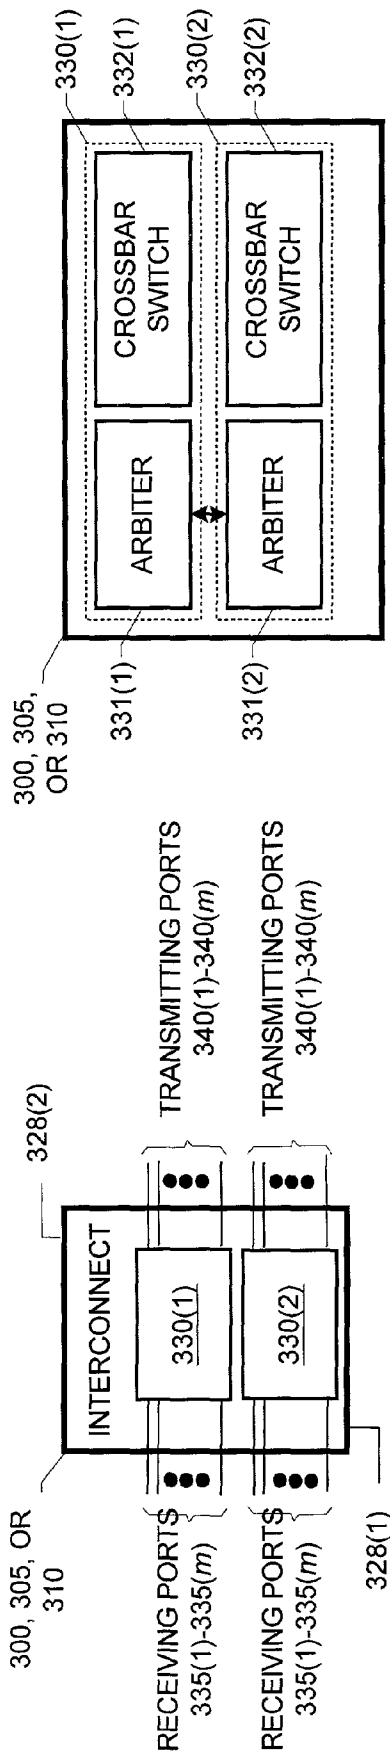 300, 305, OR
310
328(2)
INTERCONNECT
RECEIVING PORTS
335(1)-335(m)
330(1)
TRANSMITTING PORTS
340(1)-340(m)
RECEIVING PORTS
335(1)-335(m)
330(2)
TRANSMITTING PORTS
340(1)-340(m)
328(1)
300, 305,
OR 310
330(1)
331(1)
ARBITER
CROSSBAR
SWITCH
332(1)
330(2)
331(2)
ARBITER
CROSSBAR
SWITCH
332(2)